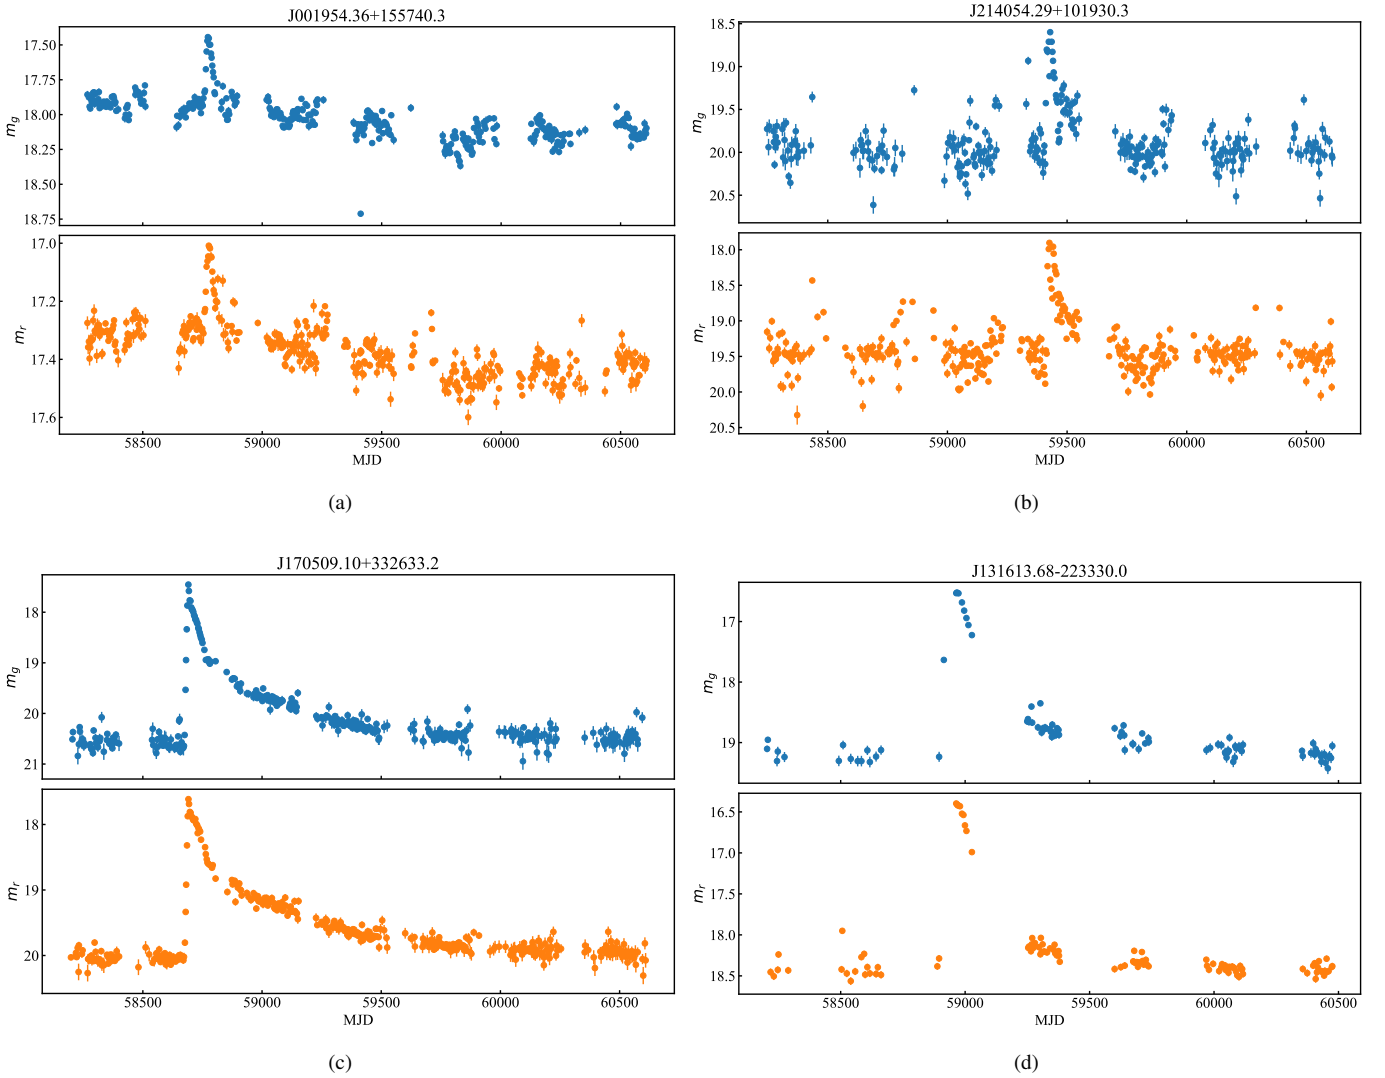 J001954.36+155740.3
17.50
17.75
18.00
18.25
18.50
18.75
m_g
17.0
17.2
17.4
17.6
m_r
58500 59000 59500 60000 60500
MJD
(a)
J214054.29+101930.3
18.5
19.0
19.5
20.0
20.5
m_g
18.0
18.5
19.0
19.5
20.0
20.5
m_r
58500 59000 59500 60000 60500
MJD
(b)
J170509.10+332633.2
18
19
20
21
m_g
18
19
20
m_r
58500 59000 59500 60000 60500
MJD
(c)
J131613.68-223330.0
17
18
19
m_g
16.5
17.0
17.5
18.0
18.5
m_r
58500 59000 59500 60000 60500
MJD
(d)